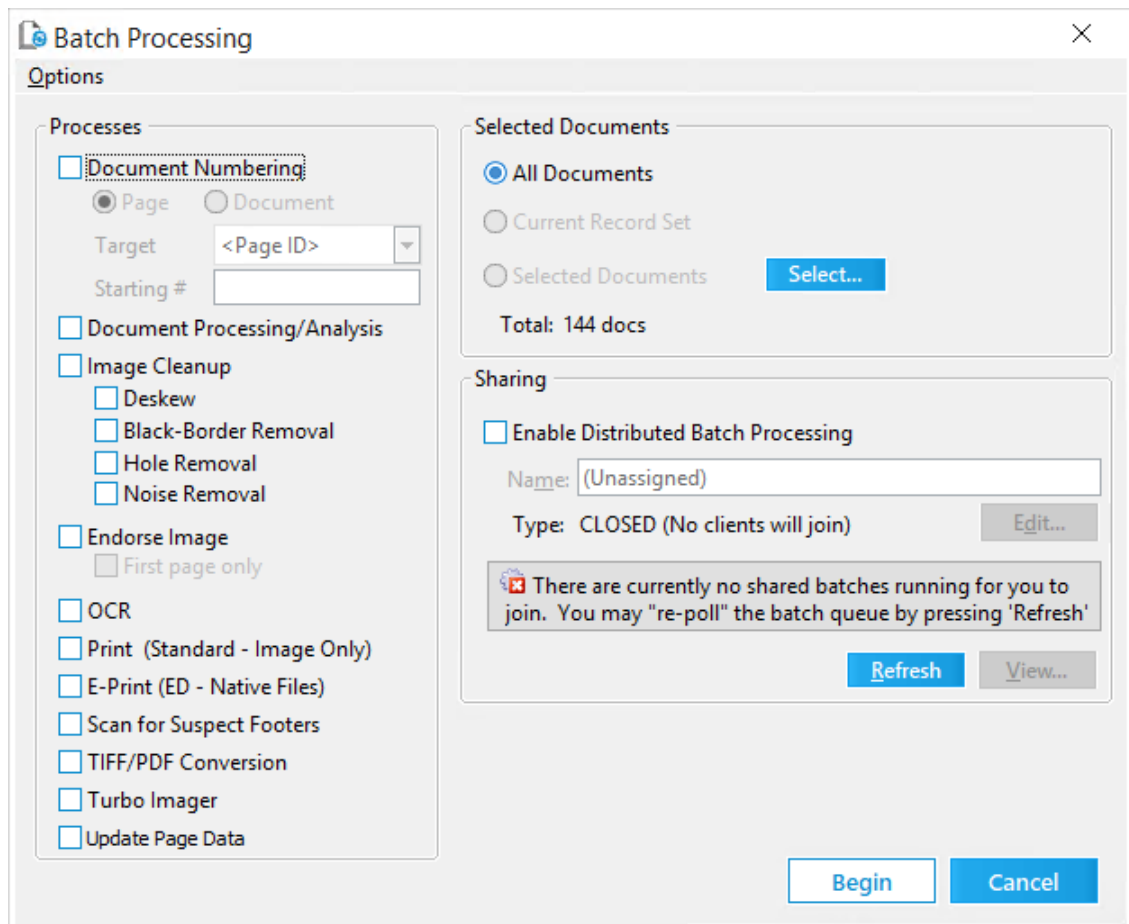 Batch Processing
Options
Processes
Document Numbering
Page Document
Target <Page ID>
Starting #
Document Processing/Analysis
Image Cleanup
Deskew
Black-Border Removal
Hole Removal
Noise Removal
Endorse Image
First page only
OCR
Print (Standard - Image Only)
E-Print (ED - Native Files)
Scan for Suspect Footers
TIFF/PDF Conversion
Turbo Imager
Update Page Data
Selected Documents
All Documents
Current Record Set
Selected Documents Select...
Total: 144 docs
Sharing
Enable Distributed Batch Processing
Name: (Unassigned)
Type: CLOSED (No clients will join) Edit...
There are currently no shared batches running for you to
join. You may "re-poll" the batch queue by pressing 'Refresh'
Refresh View...
Begin Cancel